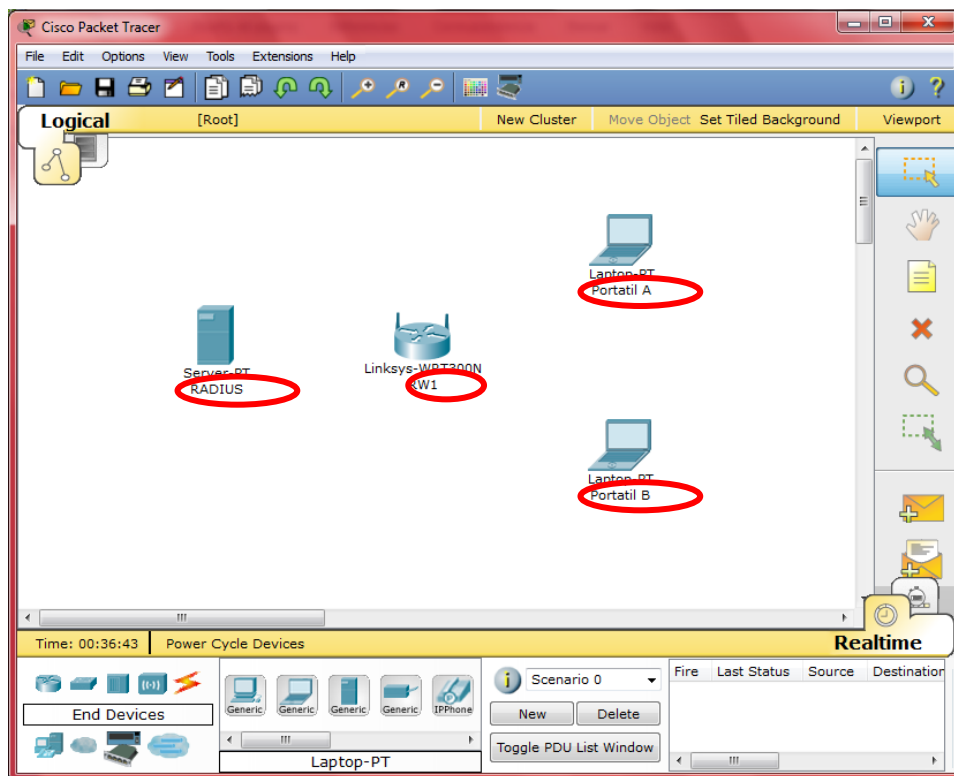 Cisco Packet Tracer
File Edit Options View Tools Extensions Help
Logical [Root] New Cluster Move Object Set Tiled Background Viewport
Laptop-PT
Portatil A
Server-PT
RADIUS
Linksys-WRT300N
RW1
Laptop-PT
Portatil B
Time: 00:36:43 Power Cycle Devices Realtime
End Devices
Generic Generic Generic Generic IPPhone
Laptop-PT
Scenario 0
New Delete
Toggle PDU List Window
Fire Last Status Source Destination